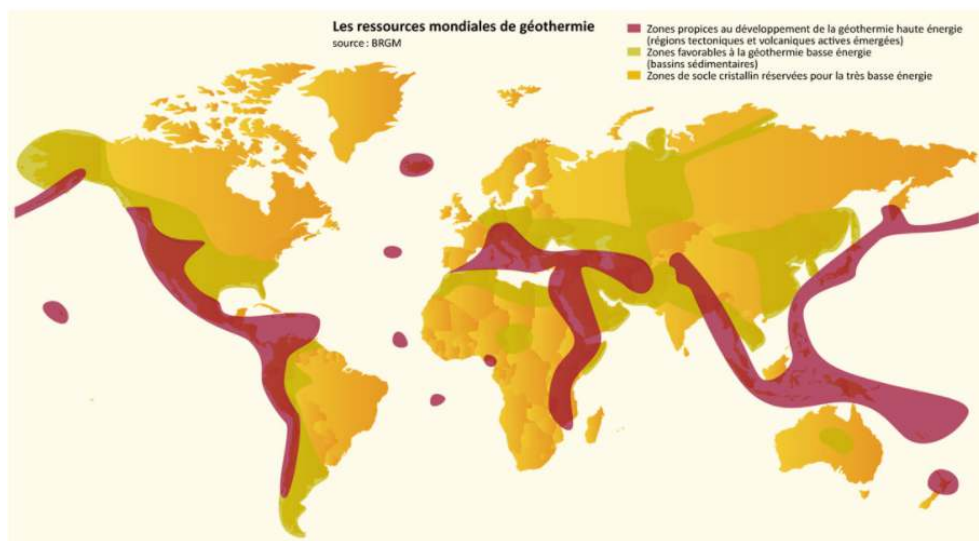 Les ressources mondiales de géothermie
source : BRGM
Zones propices au développement de la géothermie haute énergie
(régions tectoniques et volcaniques actives émergées)
Zones favorables à la géothermie basse énergie
(bassins sédimentaires)
Zones de socle cristallin réservées pour la très basse énergie